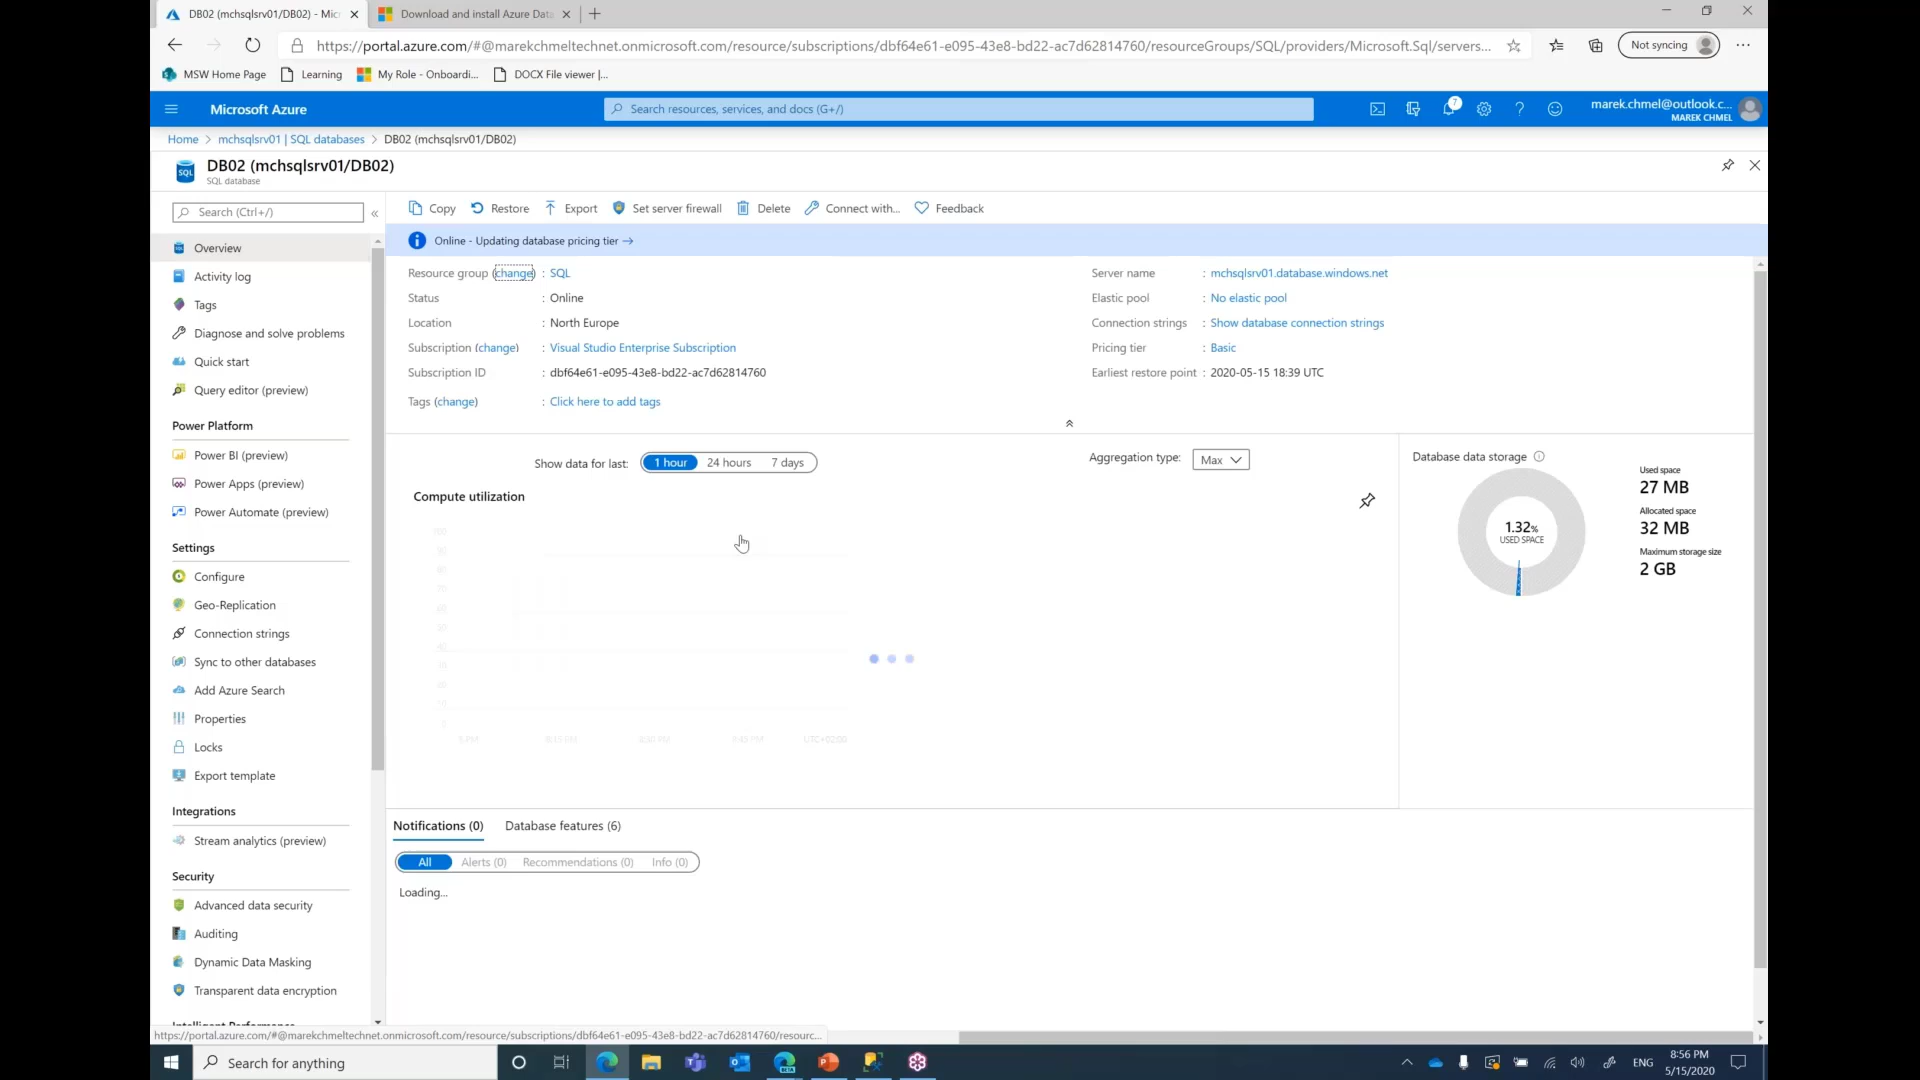 DB02 (mchsqlsrv01/DB02) - Mic
Download and install Azure Data
https://portal.azure.com/#@marekchmeltechnet.onmicrosoft.com/resource/subscriptions/dbf64e61-e095-43e8-bd22-ac7d62814760/resourceGroups/SQL/providers/Microsoft.Sql/servers...
Not syncing
MSW Home Page
Learning
My Role - Onboardi...
DOCX File viewer |...
Microsoft Azure
Search resources, services, and docs (G+/)
7
marek.chmel@outlook.c...
MAREK CHMEL
Home > mchsqlsrv01 | SQL databases > DB02 (mchsqlsrv01/DB02)
SQL
DB02 (mchsqlsrv01/DB02)
SQL database
Search (Ctrl+/)
«
Overview
Activity log
Tags
Diagnose and solve problems
Quick start
Query editor (preview)
Power Platform
Power BI (preview)
Power Apps (preview)
Power Automate (preview)
Settings
Configure
Geo-Replication
Connection strings
Sync to other databases
Add Azure Search
Properties
Locks
Export template
Integrations
Stream analytics (preview)
Security
Advanced data security
Auditing
Dynamic Data Masking
Transparent data encryption
Intelligent Performance
Copy
Restore
Export
Set server firewall
Delete
Connect with...
Feedback
Online - Updating database pricing tier →
Resource group (change) : SQL
Status : Online
Location : North Europe
Subscription (change) : Visual Studio Enterprise Subscription
Subscription ID : dbf64e61-e095-43e8-bd22-ac7d62814760
Tags (change) : Click here to add tags
Server name : mchsqlsrv01.database.windows.net
Elastic pool : No elastic pool
Connection strings : Show database connection strings
Pricing tier : Basic
Earliest restore point : 2020-05-15 18:39 UTC
Show data for last: 1 hour 24 hours 7 days
Aggregation type: Max
Compute utilization
UTC+02:00
Database data storage
1.32%
USED SPACE
Used space
27 MB
Allocated space
32 MB
Maximum storage size
2 GB
Notifications (0)
Database features (6)
All Alerts (0) Recommendations (0) Info (0)
Loading...
https://portal.azure.com/#@marekchmeltechnet.onmicrosoft.com/resource/subscriptions/dbf64e61-e095-43e8-bd22-ac7d62814760/resourc...
Search for anything
ENG
8:56 PM
5/15/2020